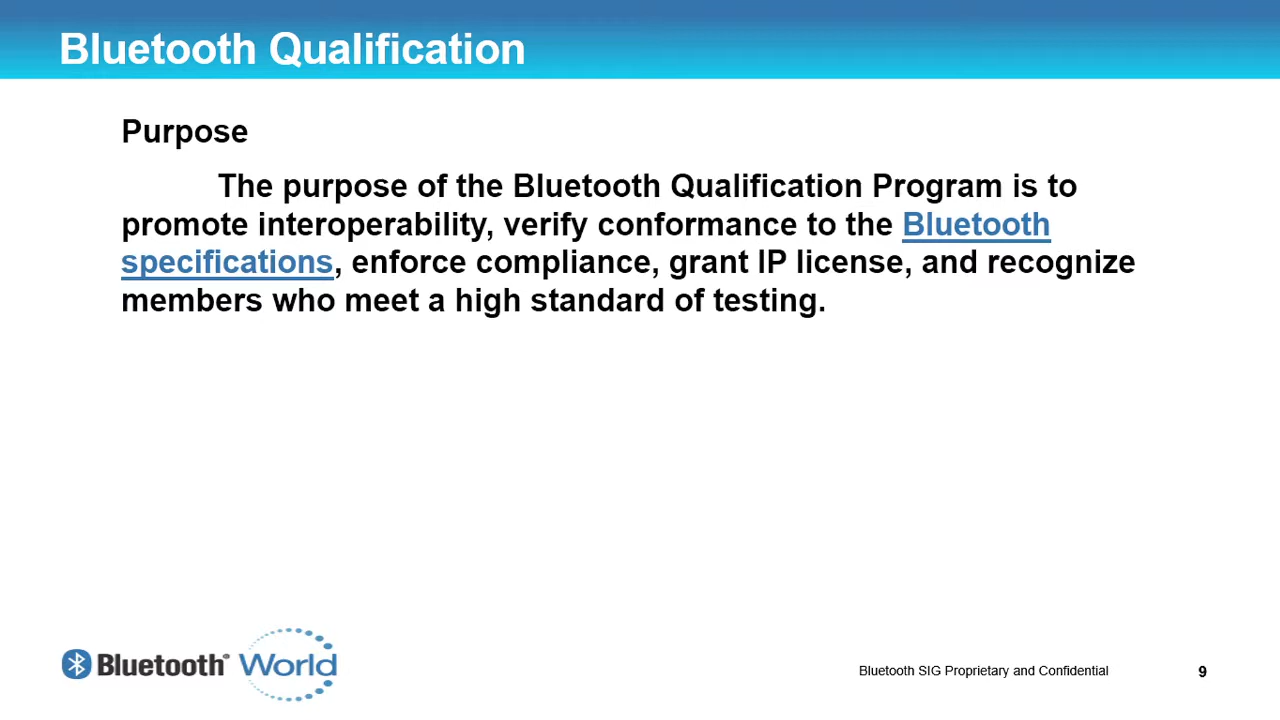 Bluetooth Qualification
Purpose
The purpose of the Bluetooth Qualification Program is to
promote interoperability, verify conformance to the Bluetooth
specifications, enforce compliance, grant IP license, and recognize
members who meet a high standard of testing.
Bluetooth® World
Bluetooth SIG Proprietary and Confidential
9